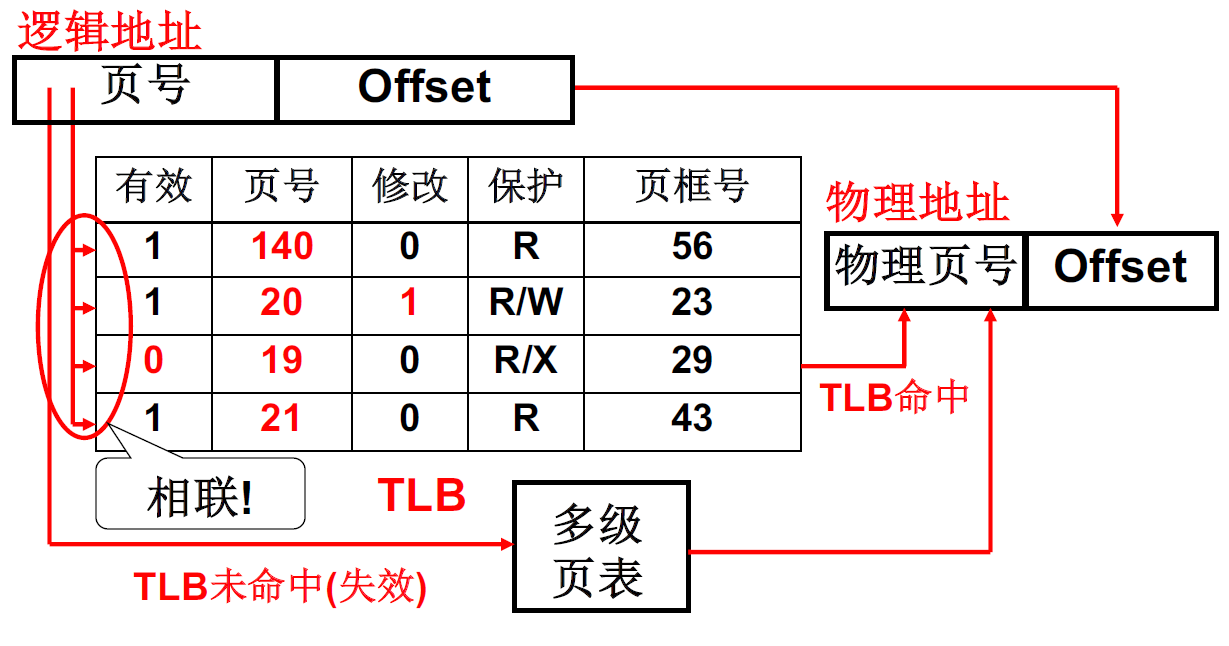 逻辑地址
页号 Offset
有效 页号 修改 保护 页框号
1 140 0 R 56
1 20 1 R/W 23
0 19 0 R/X 29
1 21 0 R 43
物理地址
物理页号 Offset
TLB命中
相联!
TLB
多级
页表
TLB未命中(失效)